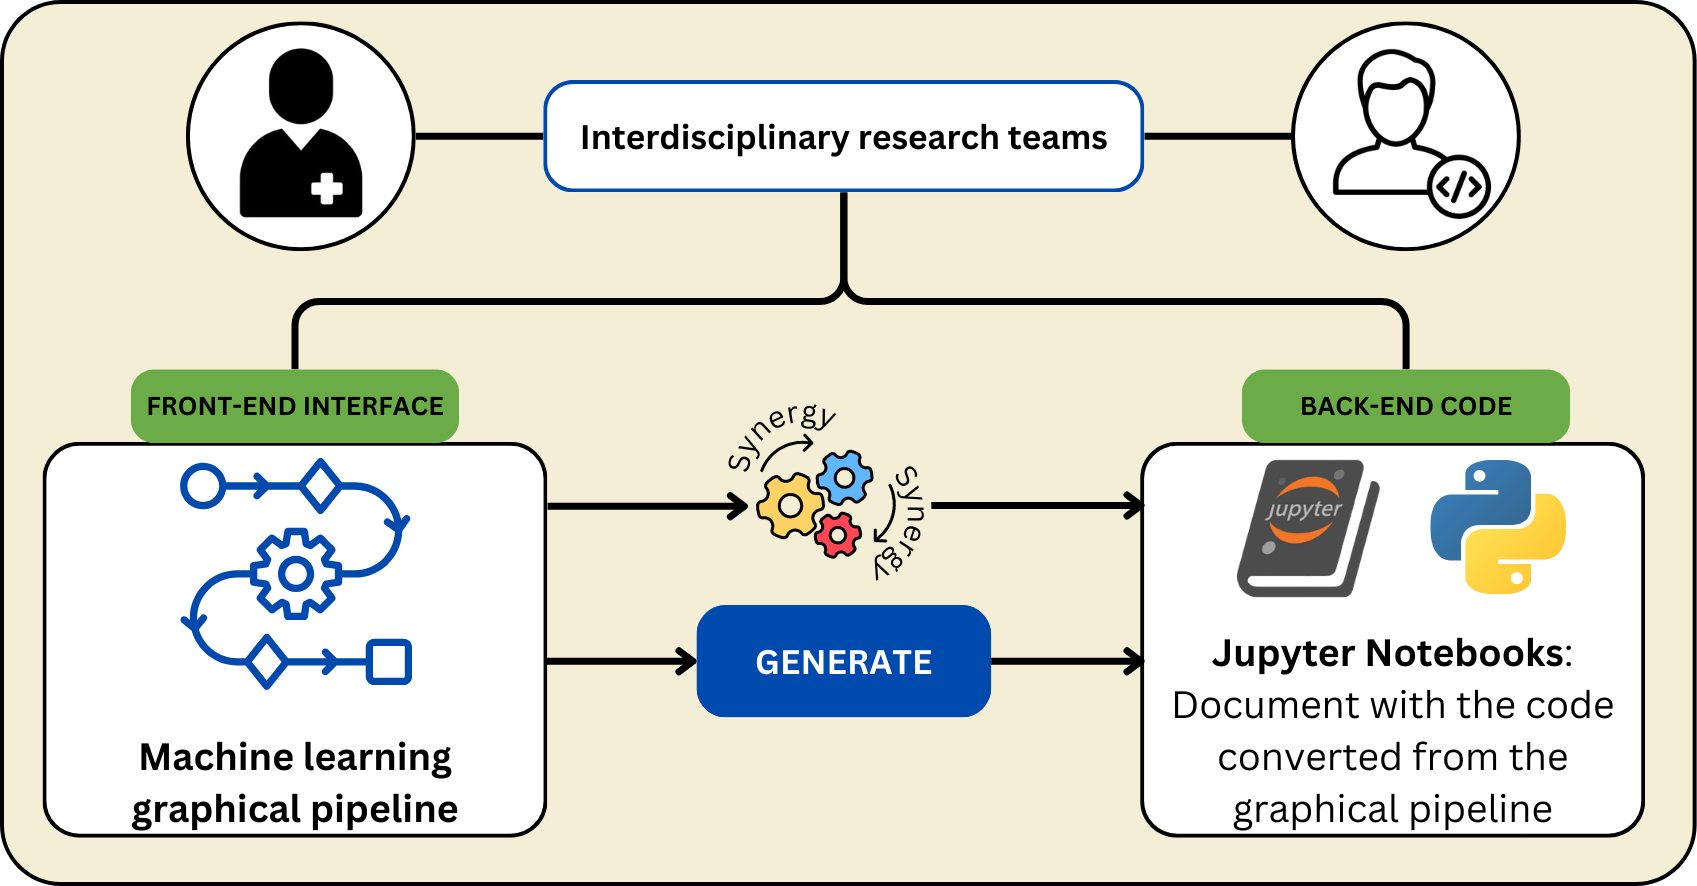 Interdisciplinary research teams
FRONT-END INTERFACE
BACK-END CODE
Synergy
Synergy
jupyter
</>
GENERATE
Machine learning
graphical pipeline
Jupyter Notebooks:
Document with the code
converted from the
graphical pipeline